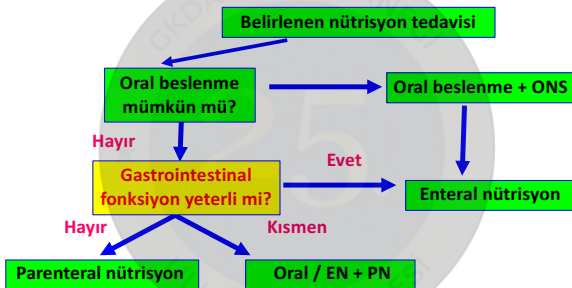 Belirlenen nütrisyon tedavisi
Oral beslenme
mümkün mü?
Oral beslenme + ONS
Hayır
Evet
Gastrointestinal
fonksiyon yeterli mi?
Enteral nütrisyon
Hayır
Kısmen
Parenteral nütrisyon
Oral / EN + PN
25